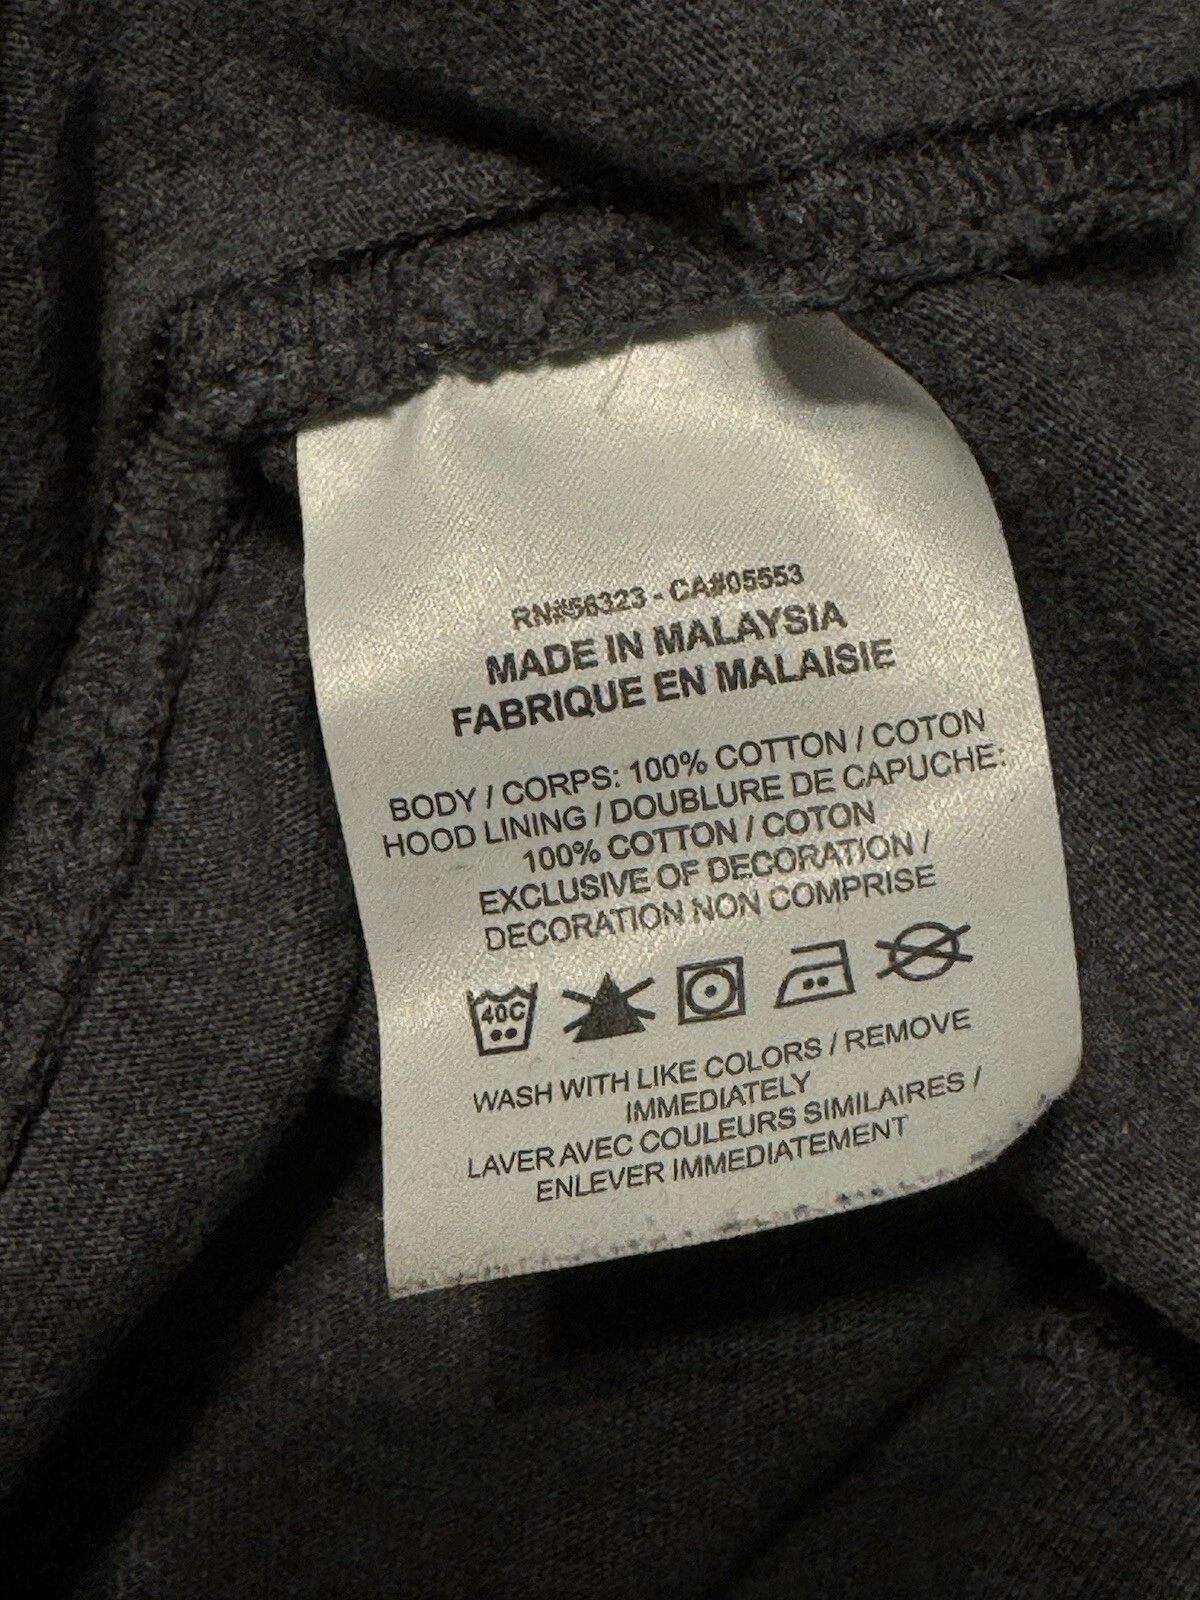 RN#56323 - CA#05553
MADE IN MALAYSIA
FABRIQUE EN MALAISIE
BODY / CORPS: 100% COTTON / COTON
HOOD LINING / DOUBLURE DE CAPUCHE:
100% COTTON / COTON
EXCLUSIVE OF DECORATION /
DECORATION NON COMPRISE
40C
WASH WITH LIKE COLORS / REMOVE
IMMEDIATELY
LAVER AVEC COULEURS SIMILAIRES /
ENLEVER IMMEDIATEMENT